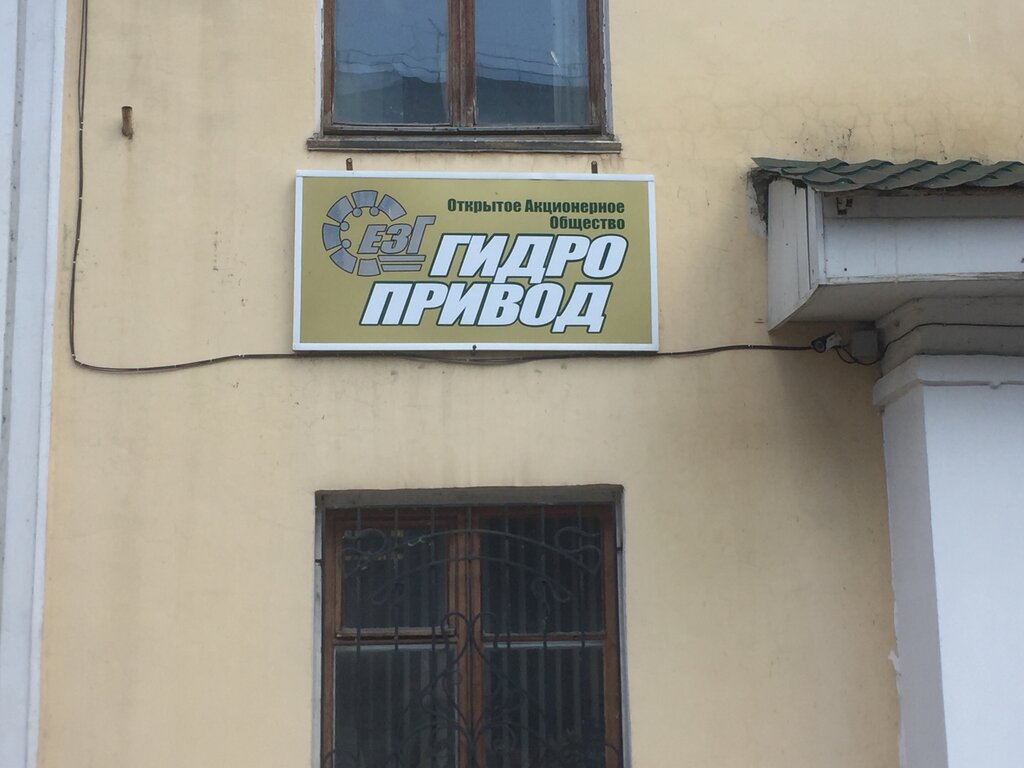 Открытое Акционерное
Общество
ЕЗГ
ГИДРО
ПРИВОД